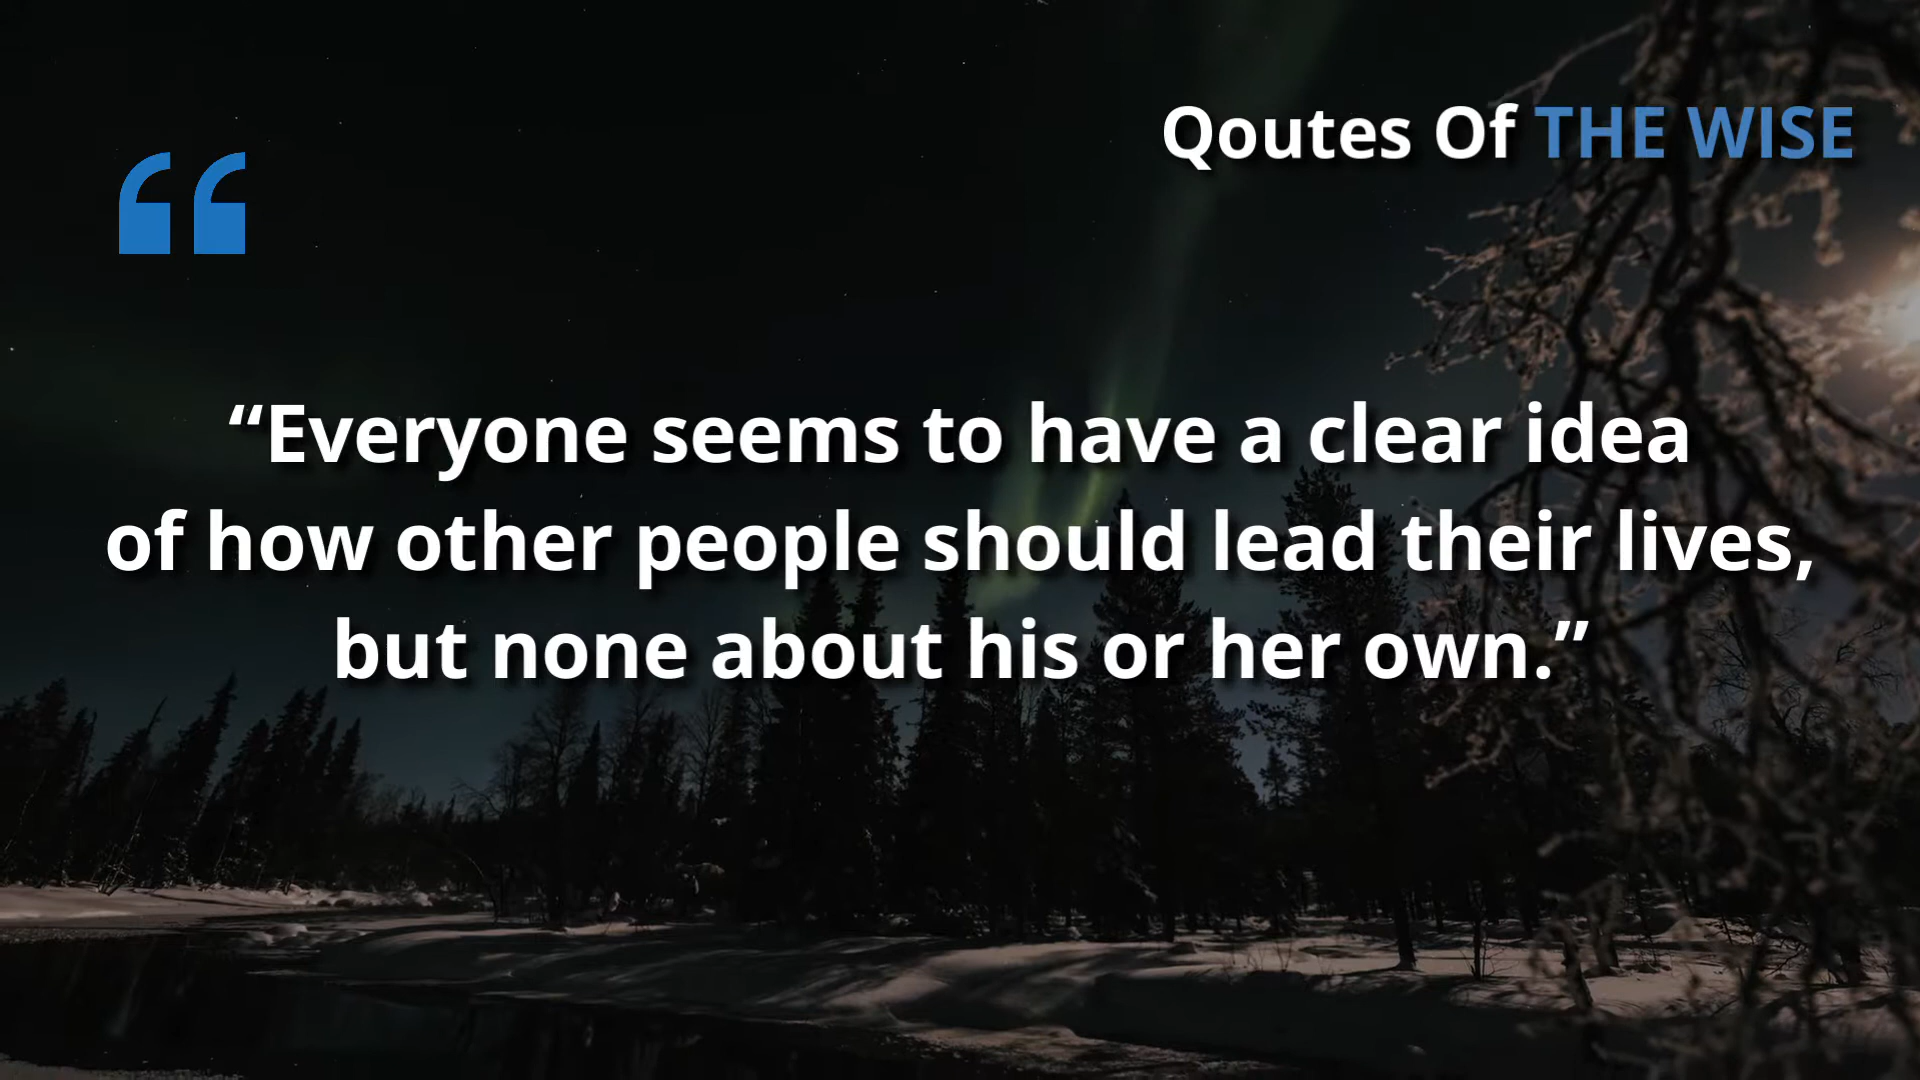 Qoutes Of THE WISE
“Everyone seems to have a clear idea
of how other people should lead their lives,
but none about his or her own.”